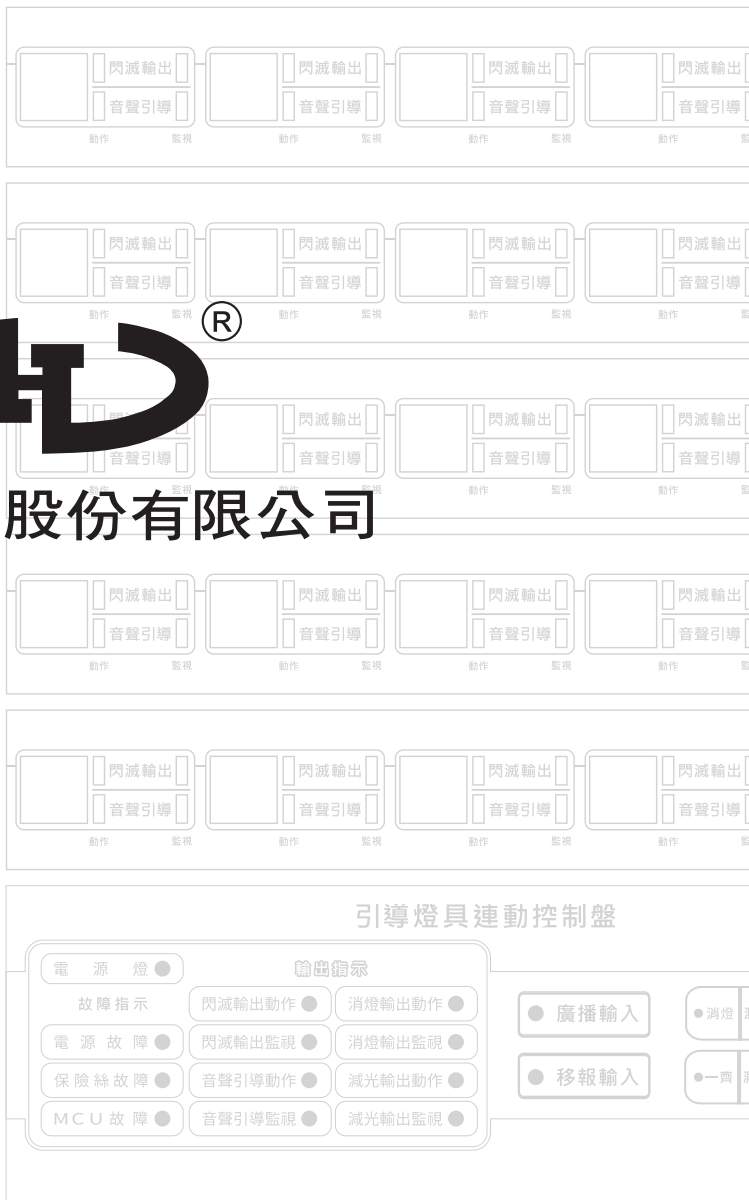 閃滅輸出 閃滅輸出 閃滅輸出 閃滅輸出
音聲引導 音聲引導 音聲引導 音聲引導
動作 監視 動作 監視 動作 監視 動作
閃滅輸出 閃滅輸出 閃滅輸出 閃滅輸出
音聲引導 音聲引導 音聲引導 音聲引導
動作 監視 動作 監視 動作 監視 動作
®
閃滅輸出 閃滅輸出 閃滅輸出
音聲引導 音聲引導 音聲引導 音聲引導
監視 動作 監視 動作 監視 動作
股份有限公司
閃滅輸出 閃滅輸出 閃滅輸出 閃滅輸出
音聲引導 音聲引導 音聲引導 音聲引導
動作 監視 動作 監視 動作 監視 動作
閃滅輸出 閃滅輸出 閃滅輸出 閃滅輸出
音聲引導 音聲引導 音聲引導 音聲引導
動作 監視 動作 監視 動作 監視 動作
引導燈具連動控制盤
電源燈 輸出指示
故障指示 閃滅輸出動作 消燈輸出動作 廣播輸入 消燈
電源故障 閃滅輸出監視 消燈輸出監視
保險絲故障 音聲引導動作 減光輸出動作 移報輸入 一齊
MCU故障 音聲引導監視 減光輸出監視